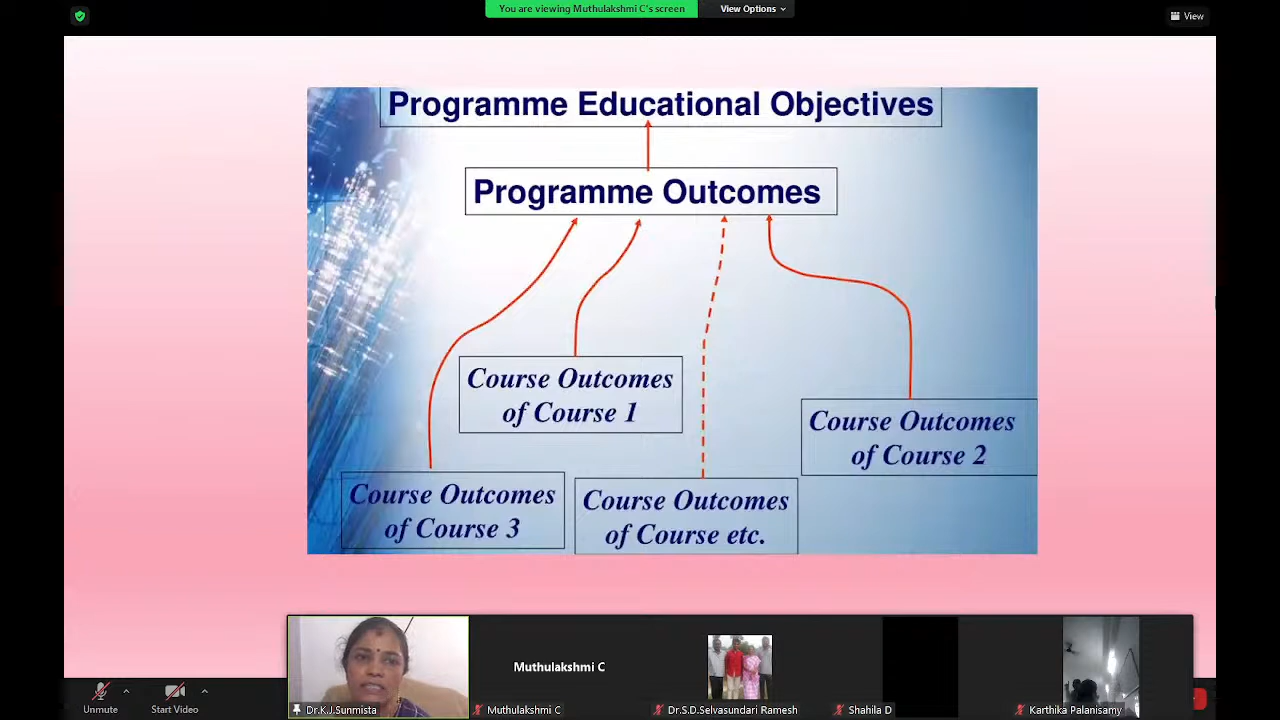 You are viewing Muthulakshmi C's screen
View Options
View
Programme Educational Objectives
Programme Outcomes
Course Outcomes
of Course 1
Course Outcomes
of Course 2
Course Outcomes
of Course 3
Course Outcomes
of Course etc.
Muthulakshmi C
Unmute
Start Video
Dr.K.J.Sunmista
Muthulakshmi C
Dr.S.D.Selvasundari Ramesh
Shahila D
Karthika Palanisamy